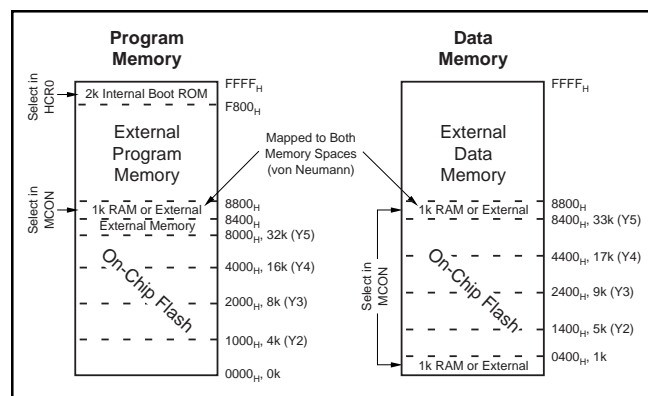 Program
Memory
Data
Memory
Select in
HCR0
2k Internal Boot ROM
FFFFH
F800H
FFFFH
External
Program
Memory
Mapped to Both
Memory Spaces
(von Neumann)
External
Data
Memory
Select in
MCON
1k RAM or External
External Memory
8800H
8400H
8000H, 32k (Y5)
4000H, 16k (Y4)
2000H, 8k (Y3)
1000H, 4k (Y2)
0000H, 0k
On-Chip Flash
Select in
MCON
1k RAM or External
8800H
8400H, 33k (Y5)
4400H, 17k (Y4)
2400H, 9k (Y3)
1400H, 5k (Y2)
0400H, 1k
On-Chip Flash
1k RAM or External